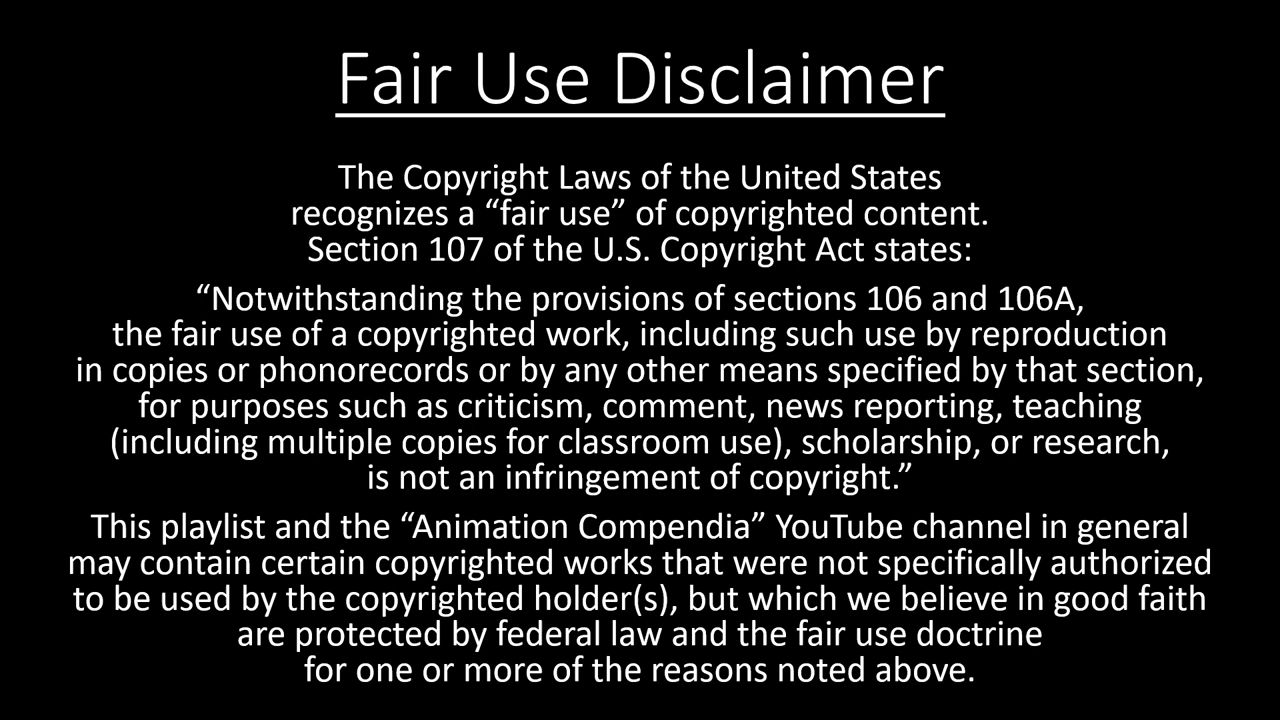 Fair Use Disclaimer
The Copyright Laws of the United States
recognizes a “fair use” of copyrighted content.
Section 107 of the U.S. Copyright Act states:
“Notwithstanding the provisions of sections 106 and 106A,
the fair use of a copyrighted work, including such use by reproduction
in copies or phonorecords or by any other means specified by that section,
for purposes such as criticism, comment, news reporting, teaching
(including multiple copies for classroom use), scholarship, or research,
is not an infringement of copyright.”
This playlist and the “Animation Compendia” YouTube channel in general
may contain certain copyrighted works that were not specifically authorized
to be used by the copyrighted holder(s), but which we believe in good faith
are protected by federal law and the fair use doctrine
for one or more of the reasons noted above.